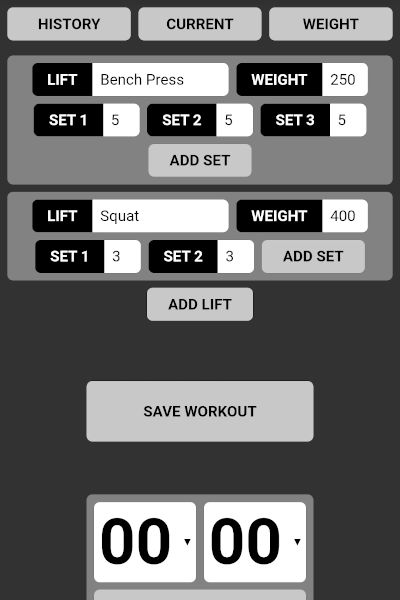 HISTORY CURRENT WEIGHT
LIFT Bench Press WEIGHT 250
SET 1 5 SET 2 5 SET 3 5
ADD SET
LIFT Squat WEIGHT 400
SET 1 3 SET 2 3 ADD SET
ADD LIFT
SAVE WORKOUT
00 00